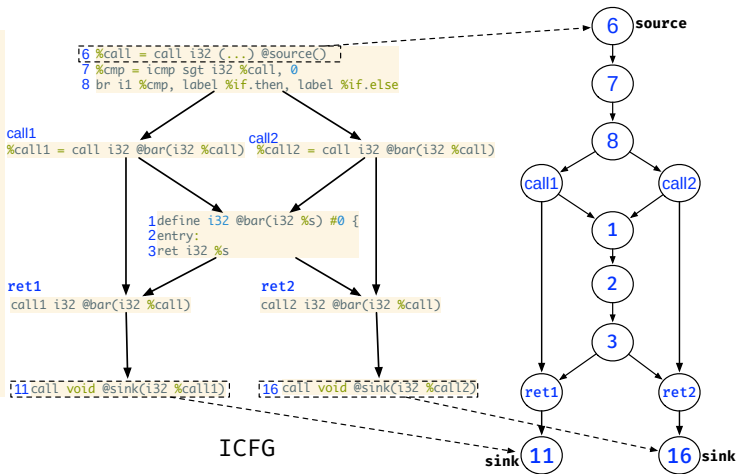 6 %call = call i32 (...) @source()
7 %cmp = icmp sgt i32 %call, 0
8 br i1 %cmp, label %if.then, label %if.else
call1
%call1 = call i32 @bar(i32 %call)
call2
%call2 = call i32 @bar(i32 %call)
1 define i32 @bar(i32 %s) #0 {
2 entry:
3 ret i32 %s
ret1
call1 i32 @bar(i32 %call)
ret2
call2 i32 @bar(i32 %call)
11 call void @sink(i32 %call1)
16 call void @sink(i32 %call2)
ICFG
6 source
7
8
call1
call2
1
2
3
ret1
ret2
sink 11
16 sink